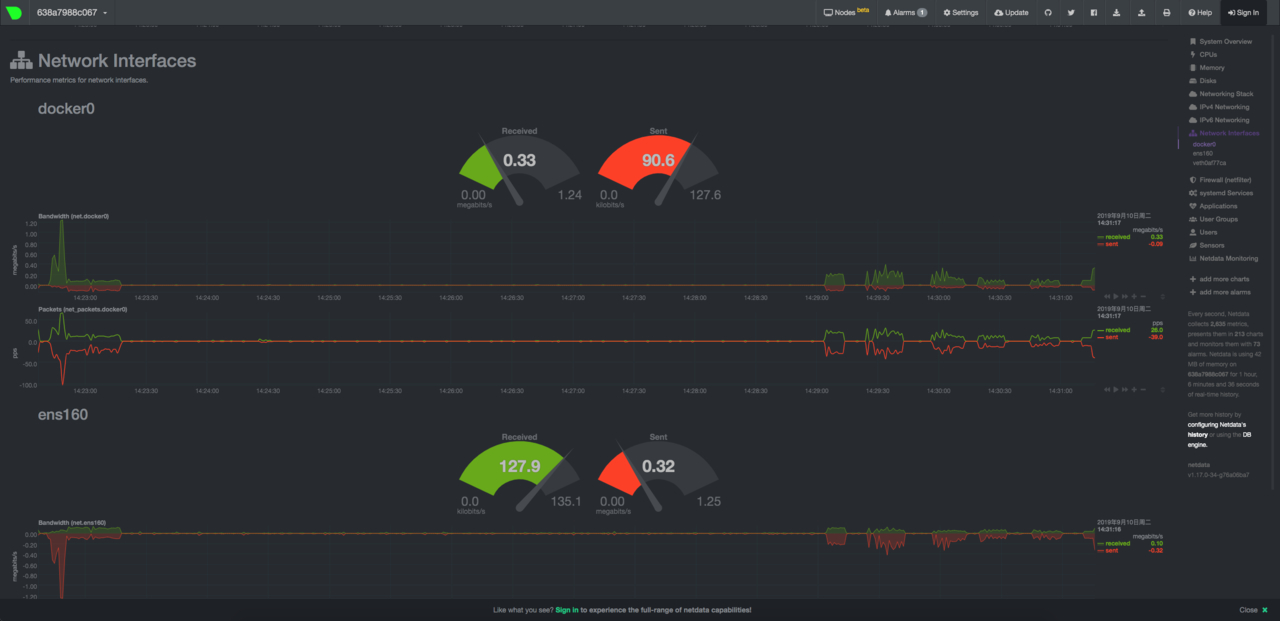 638a7988c067
Nodes beta
Alarms 1
Settings
Update
Help
Sign In
Network Interfaces
Performance metrics for network interfaces.
docker0
Received
0.33
0.00
1.24
megabits/s
Sent
90.6
0.0
127.6
kilobits/s
Bandwidth (net.docker0)
megabits/s
1.20
1.00
0.80
0.60
0.40
0.20
0.00
14:23:00 14:23:30 14:24:00 14:24:30 14:25:00 14:25:30 14:26:00 14:26:30 14:27:00 14:27:30 14:28:00 14:28:30 14:29:00 14:29:30 14:30:00 14:30:30 14:31:00
2019年9月10日周二
14:31:17
megabits/s
received 0.33
sent -0.09
Packets (net_packets.docker0)
pps
50.0
0.0
-50.0
-100.0
14:23:00 14:23:30 14:24:00 14:24:30 14:25:00 14:25:30 14:26:00 14:26:30 14:27:00 14:27:30 14:28:00 14:28:30 14:29:00 14:29:30 14:30:00 14:30:30 14:31:00
2019年9月10日周二
14:31:17
pps
received 26.0
sent -39.0
ens160
Received
127.9
0.0
135.1
kilobits/s
Sent
0.32
0.00
1.25
megabits/s
Bandwidth (net.ens160)
megabits/s
0.00
-0.20
-0.40
-0.60
-0.80
-1.00
-1.20
2019年9月10日周二
14:31:16
megabits/s
received 0.10
sent -0.32
System Overview
CPUs
Memory
Disks
Networking Stack
IPv4 Networking
IPv6 Networking
Network Interfaces
docker0
ens160
veth0af77ca
Firewall (netfilter)
systemd Services
Applications
User Groups
Users
Sensors
Netdata Monitoring
add more charts
add more alarms
Every second, Netdata
collects 2,826 metrics,
presents them in 213 charts
and monitors them with 73
alarms. Netdata is using 42
MB of memory on
638a7988c067 for 1 hour,
6 minutes and 36 seconds
of real-time history.
Get more history by
configuring Netdata's
history or using the DB
engine.
netdata
Like what you see? Sign in to experience the full-range of netdata capabilities!
Close